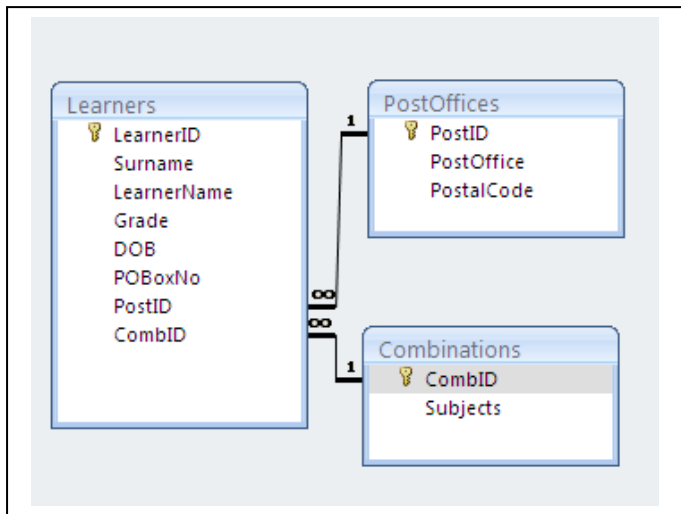 Learners
LearnerID
Surname
LearnerName
Grade
DOB
POBoxNo
PostID
CombID
1
PostOffices
PostID
PostOffice
PostalCode
∞
∞
1
Combinations
CombID
Subjects